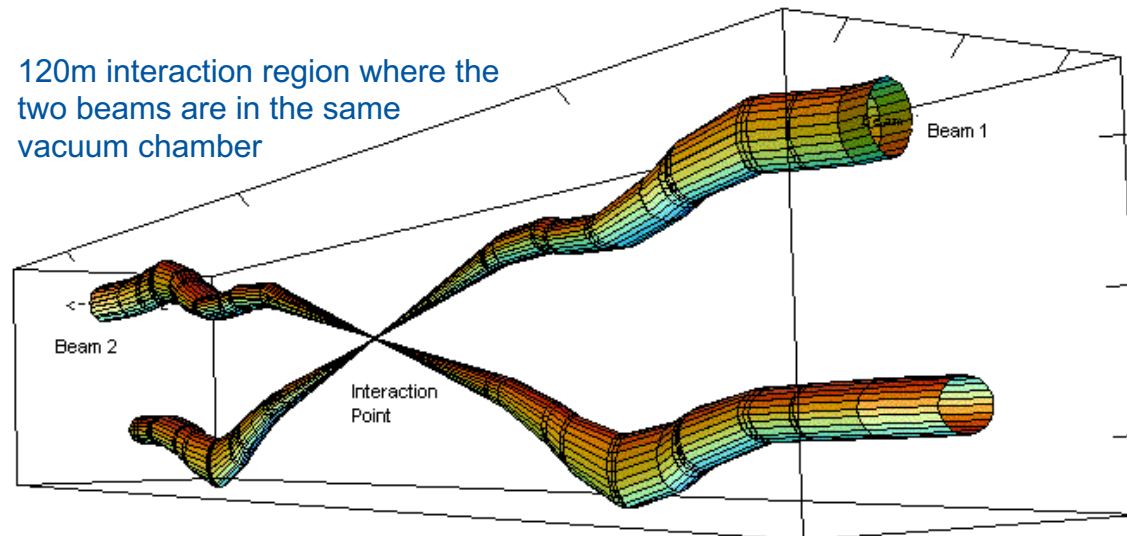 120m interaction region where the
two beams are in the same
vacuum chamber
Beam 1
Beam 2
Interaction
Point